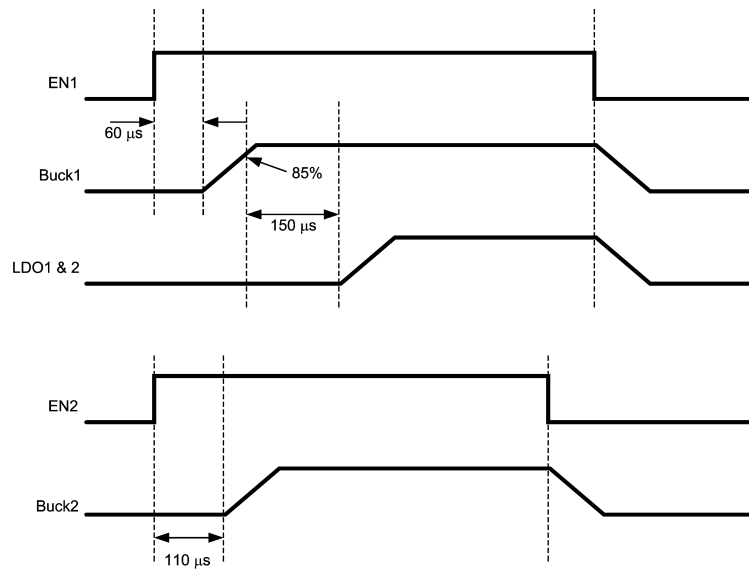 EN1
60 μs
Buck1
85%
150 μs
LDO1 & 2
EN2
Buck2
110 μs